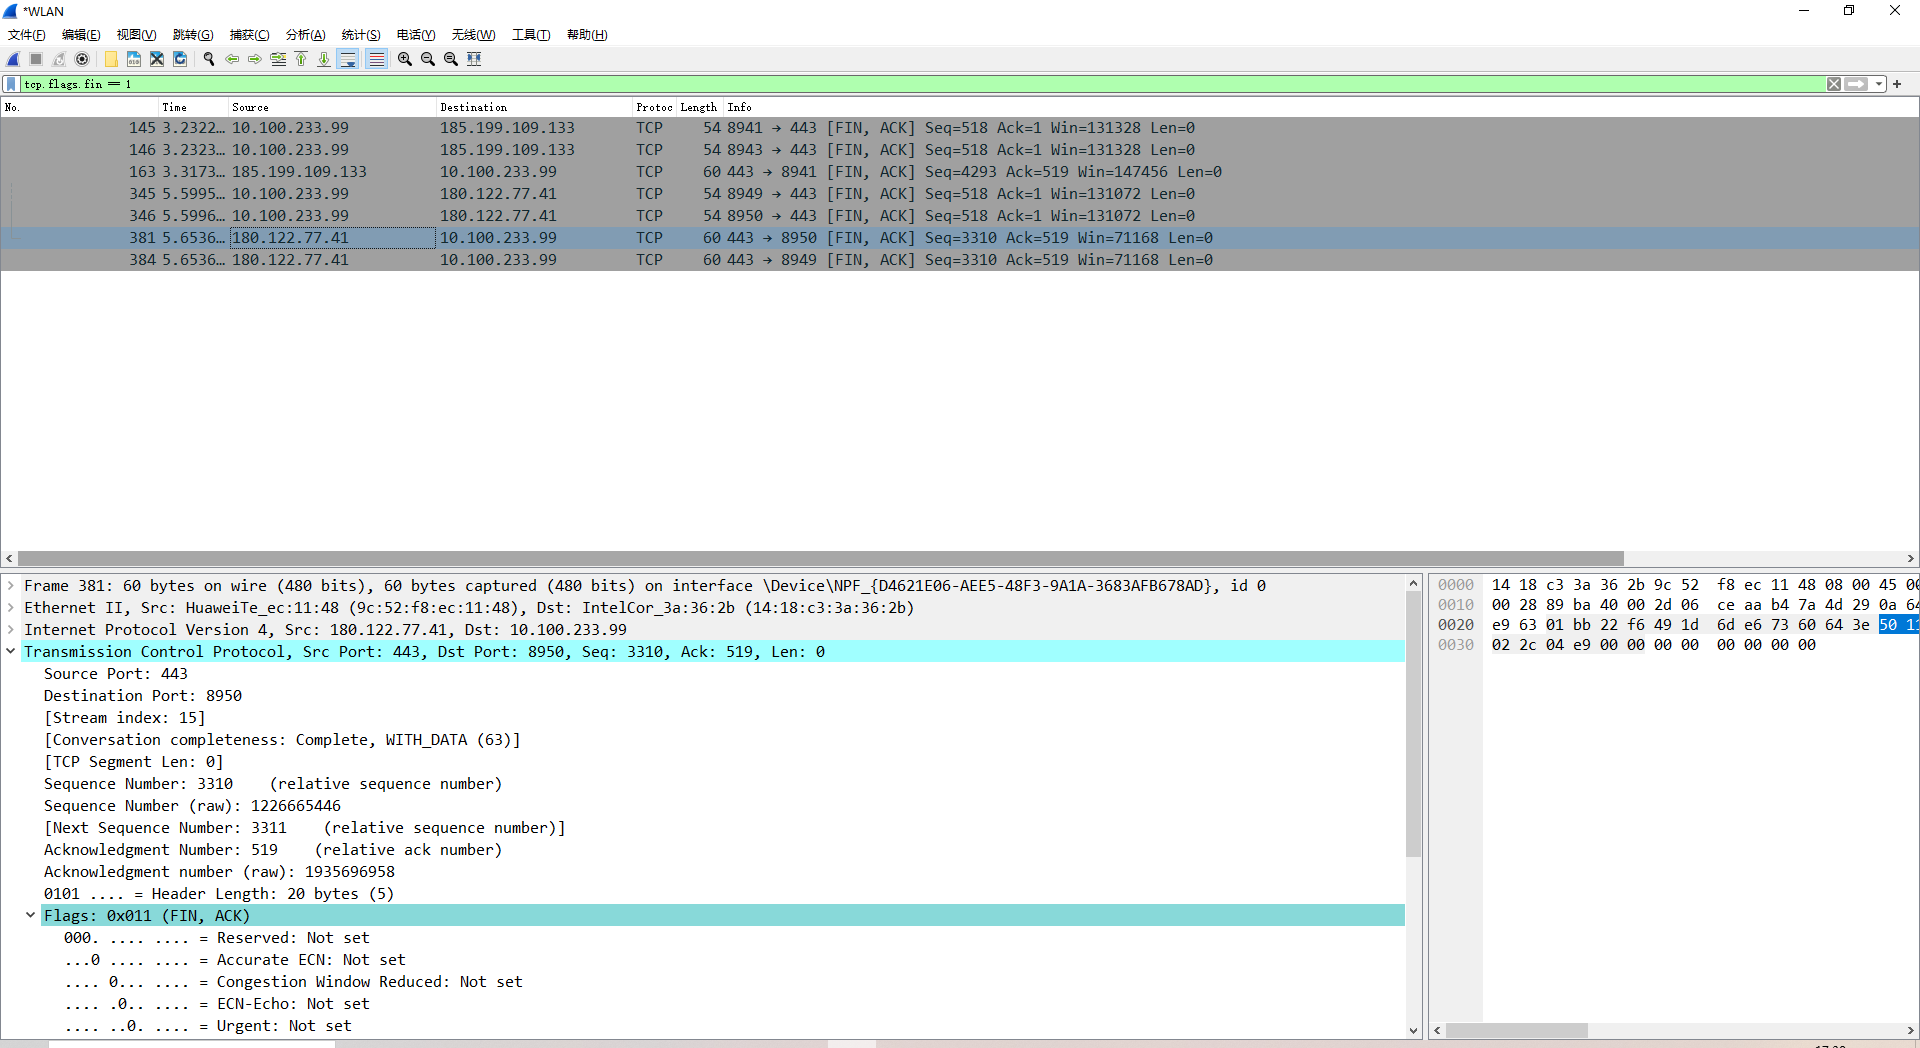 *WLAN
文件(F) 编辑(E) 视图(V) 跳转(G) 捕获(C) 分析(A) 统计(S) 电话(Y) 无线(W) 工具(T) 帮助(H)
tcp.flags.fin == 1
No. Time Source Destination Protoc Length Info
145 3.2322… 10.100.233.99 185.199.109.133 TCP 54 8941 → 443 [FIN, ACK] Seq=518 Ack=1 Win=131328 Len=0
146 3.2323… 10.100.233.99 185.199.109.133 TCP 54 8943 → 443 [FIN, ACK] Seq=518 Ack=1 Win=131328 Len=0
163 3.3173… 185.199.109.133 10.100.233.99 TCP 60 443 → 8941 [FIN, ACK] Seq=4293 Ack=519 Win=147456 Len=0
345 5.5995… 10.100.233.99 180.122.77.41 TCP 54 8949 → 443 [FIN, ACK] Seq=518 Ack=1 Win=131072 Len=0
346 5.5996… 10.100.233.99 180.122.77.41 TCP 54 8950 → 443 [FIN, ACK] Seq=518 Ack=1 Win=131072 Len=0
381 5.6536… 180.122.77.41 10.100.233.99 TCP 60 443 → 8950 [FIN, ACK] Seq=3310 Ack=519 Win=71168 Len=0
384 5.6536… 180.122.77.41 10.100.233.99 TCP 60 443 → 8949 [FIN, ACK] Seq=3310 Ack=519 Win=71168 Len=0
Frame 381: 60 bytes on wire (480 bits), 60 bytes captured (480 bits) on interface \Device\NPF_{D4621E06-AEE5-48F3-9A1A-3683AFB678AD}, id 0
Ethernet II, Src: HuaweiTe_ec:11:48 (9c:52:f8:ec:11:48), Dst: IntelCor_3a:36:2b (14:18:c3:3a:36:2b)
Internet Protocol Version 4, Src: 180.122.77.41, Dst: 10.100.233.99
Transmission Control Protocol, Src Port: 443, Dst Port: 8950, Seq: 3310, Ack: 519, Len: 0
Source Port: 443
Destination Port: 8950
[Stream index: 15]
[Conversation completeness: Complete, WITH_DATA (63)]
[TCP Segment Len: 0]
Sequence Number: 3310 (relative sequence number)
Sequence Number (raw): 1226665446
[Next Sequence Number: 3311 (relative sequence number)]
Acknowledgment Number: 519 (relative ack number)
Acknowledgment number (raw): 1935696958
0101 .... = Header Length: 20 bytes (5)
Flags: 0x011 (FIN, ACK)
000. .... .... = Reserved: Not set
...0 .... .... = Accurate ECN: Not set
.... 0... .... = Congestion Window Reduced: Not set
.... .0.. .... = ECN-Echo: Not set
.... ..0. .... = Urgent: Not set
0000 14 18 c3 3a 36 2b 9c 52 f8 ec 11 48 08 00 45 00
0010 00 28 89 ba 40 00 2d 06 ce aa b4 7a 4d 29 0a 64
0020 e9 63 01 bb 22 f6 49 1d 6d e6 73 60 64 3e 50 11
0030 02 2c 04 e9 00 00 00 00 00 00 00 00